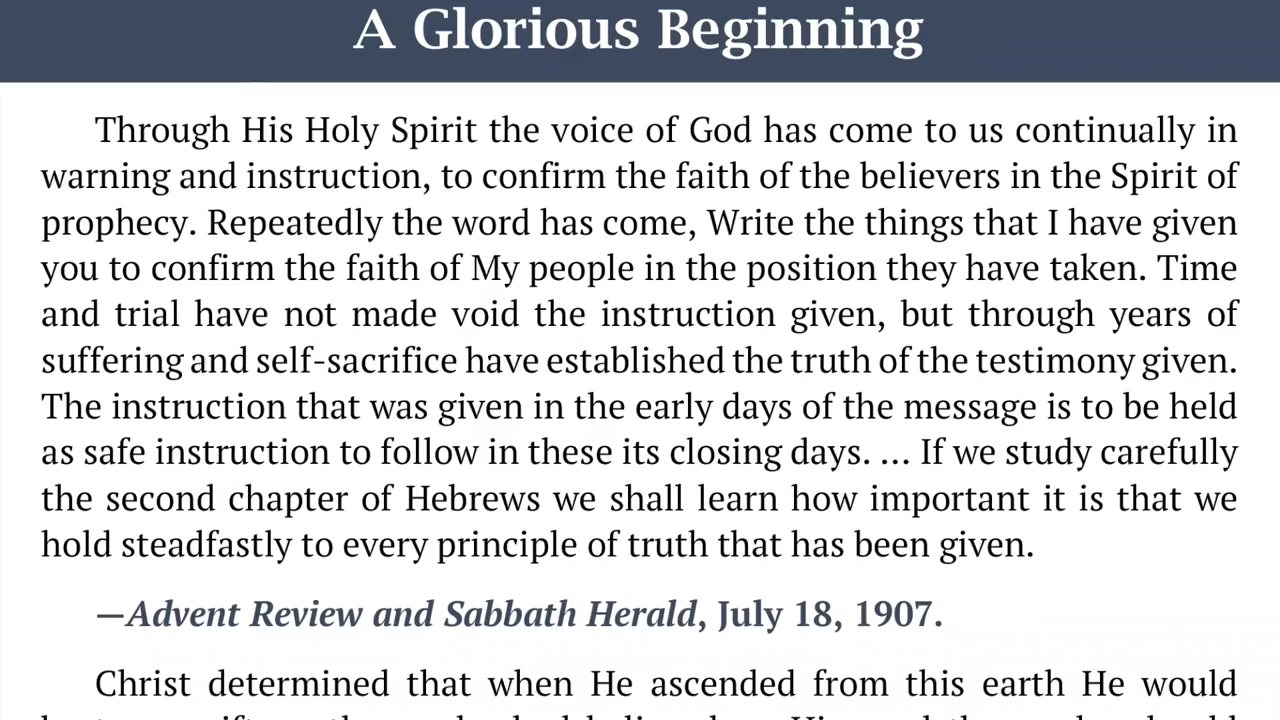 A Glorious Beginning
Through His Holy Spirit the voice of God has come to us continually in
warning and instruction, to confirm the faith of the believers in the Spirit of
prophecy. Repeatedly the word has come, Write the things that I have given
you to confirm the faith of My people in the position they have taken. Time
and trial have not made void the instruction given, but through years of
suffering and self-sacrifice have established the truth of the testimony given.
The instruction that was given in the early days of the message is to be held
as safe instruction to follow in these its closing days. ... If we study carefully
the second chapter of Hebrews we shall learn how important it is that we
hold steadfastly to every principle of truth that has been given.
—Advent Review and Sabbath Herald, July 18, 1907.
Christ determined that when He ascended from this earth He would